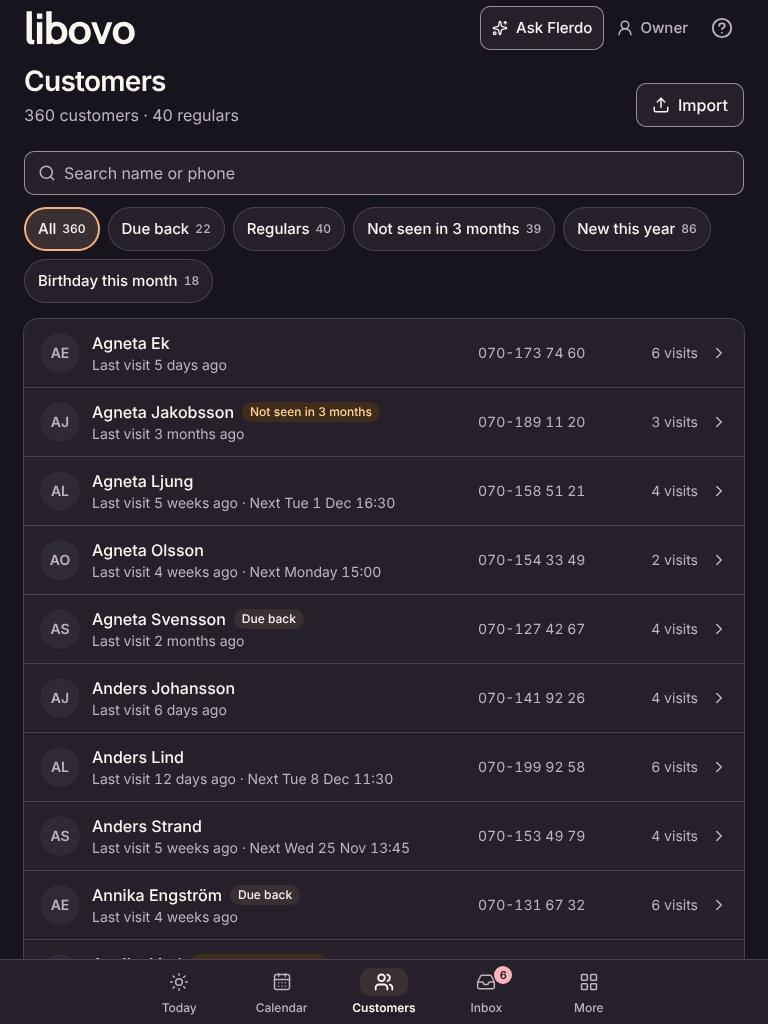 libovo
Ask Flerdo
Owner
Customers
360 customers · 40 regulars
Import
Search name or phone
All 360
Due back 22
Regulars 40
Not seen in 3 months 39
New this year 86
Birthday this month 18
AE Agneta Ek 070-173 74 60 6 visits
Last visit 5 days ago
AJ Agneta Jakobsson Not seen in 3 months 070-189 11 20 3 visits
Last visit 3 months ago
AL Agneta Ljung 070-158 51 21 4 visits
Last visit 5 weeks ago · Next Tue 1 Dec 16:30
AO Agneta Olsson 070-154 33 49 2 visits
Last visit 4 weeks ago · Next Monday 15:00
AS Agneta Svensson Due back 070-127 42 67 4 visits
Last visit 2 months ago
AJ Anders Johansson 070-141 92 26 4 visits
Last visit 6 days ago
AL Anders Lind 070-199 92 58 6 visits
Last visit 12 days ago · Next Tue 8 Dec 11:30
AS Anders Strand 070-153 49 79 4 visits
Last visit 5 weeks ago · Next Wed 25 Nov 13:45
AE Annika Engström Due back 070-131 67 32 6 visits
Last visit 4 weeks ago
6
Today
Calendar
Customers
Inbox
More